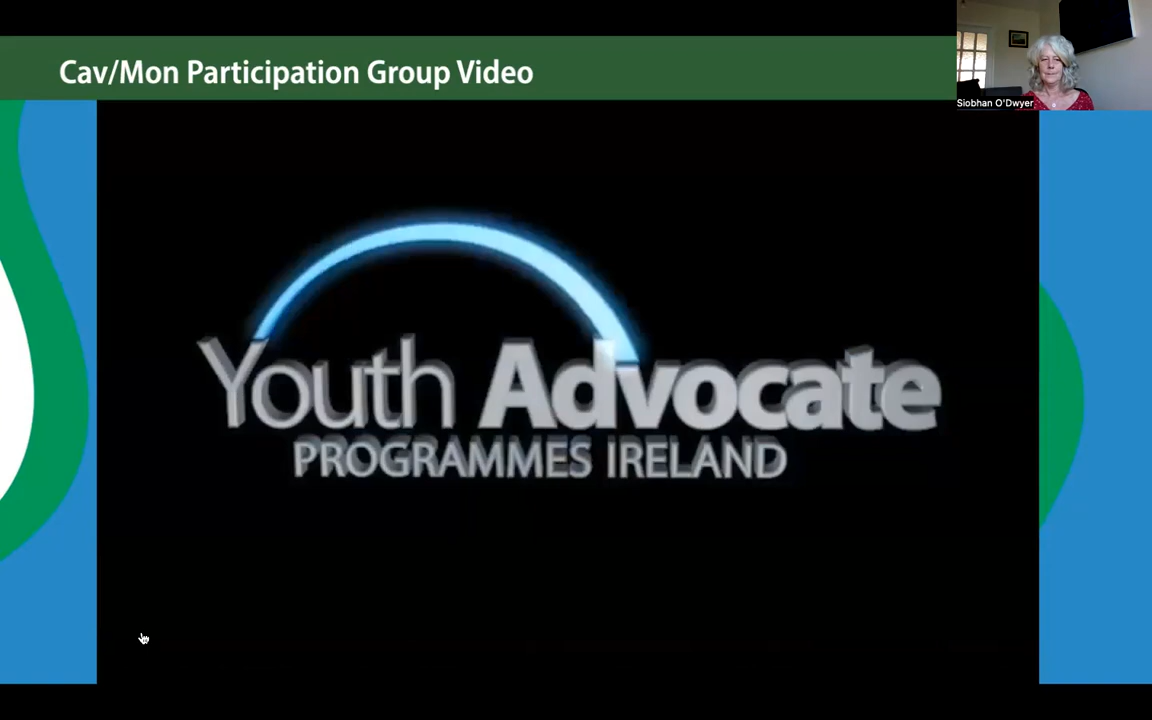 Cav/Mon Participation Group Video
Siobhan O'Dwyer
Youth Advocate
PROGRAMMES IRELAND